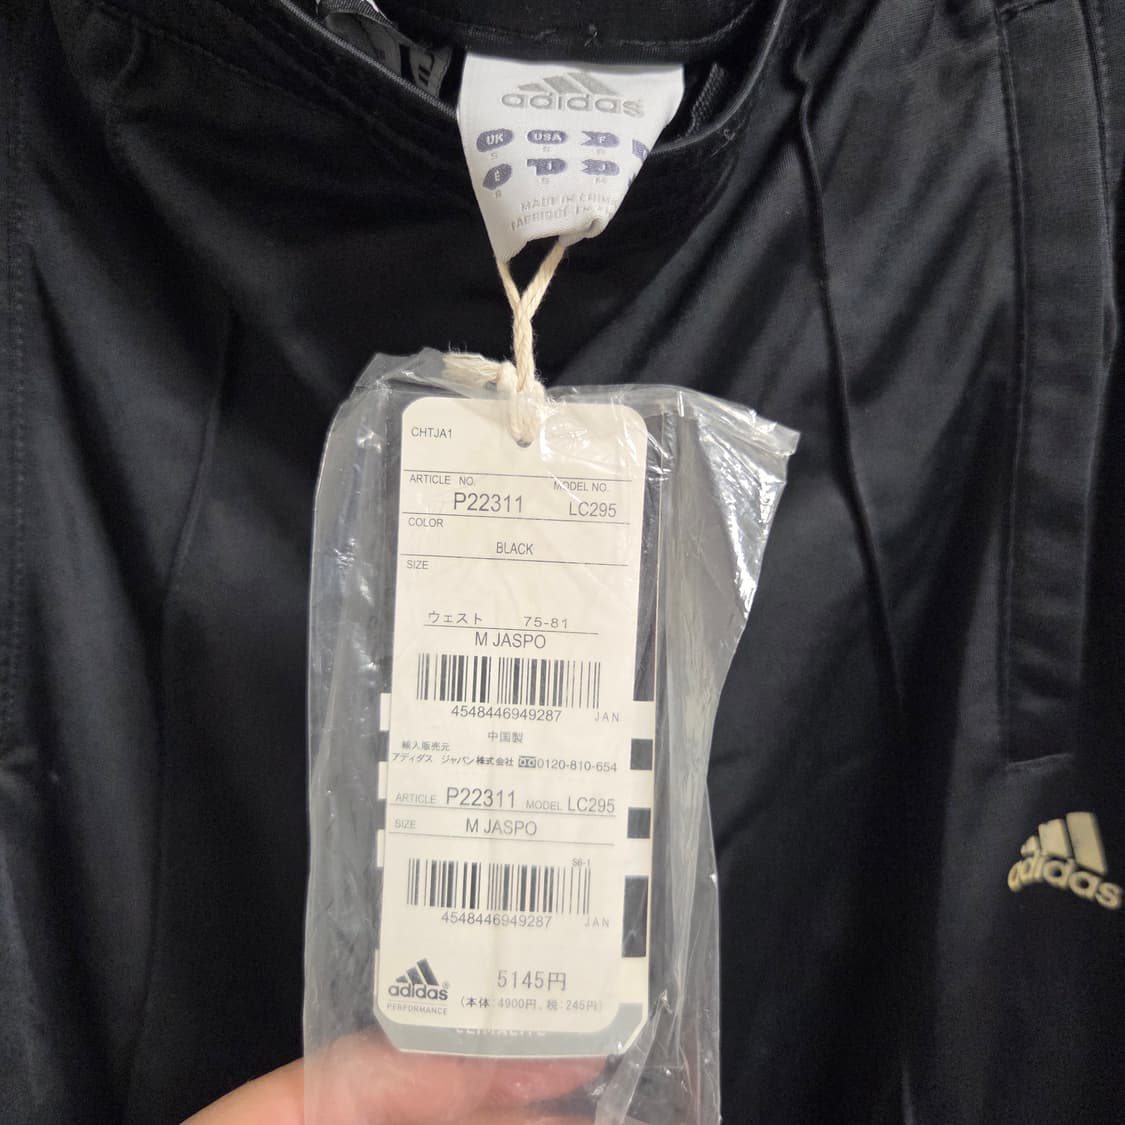 adidas
UK USA F
S S S
E I J
S S M
MADE IN CHINA
CHTJA1
ARTICLE NO. MODEL NO.
P22311 LC295
COLOR
BLACK
SIZE
ウェスト 75-81
M JASPO
4548446949287 JAN
中国製
輸入販売元
アディダス ジャパン株式会社 0120-810-654
ARTICLE P22311 MODEL LC295
SIZE M JASPO
S6-1
4548446949287 JAN
adidas®
PERFORMANCE
5145円
(本体:4900円、税:245円)
adidas